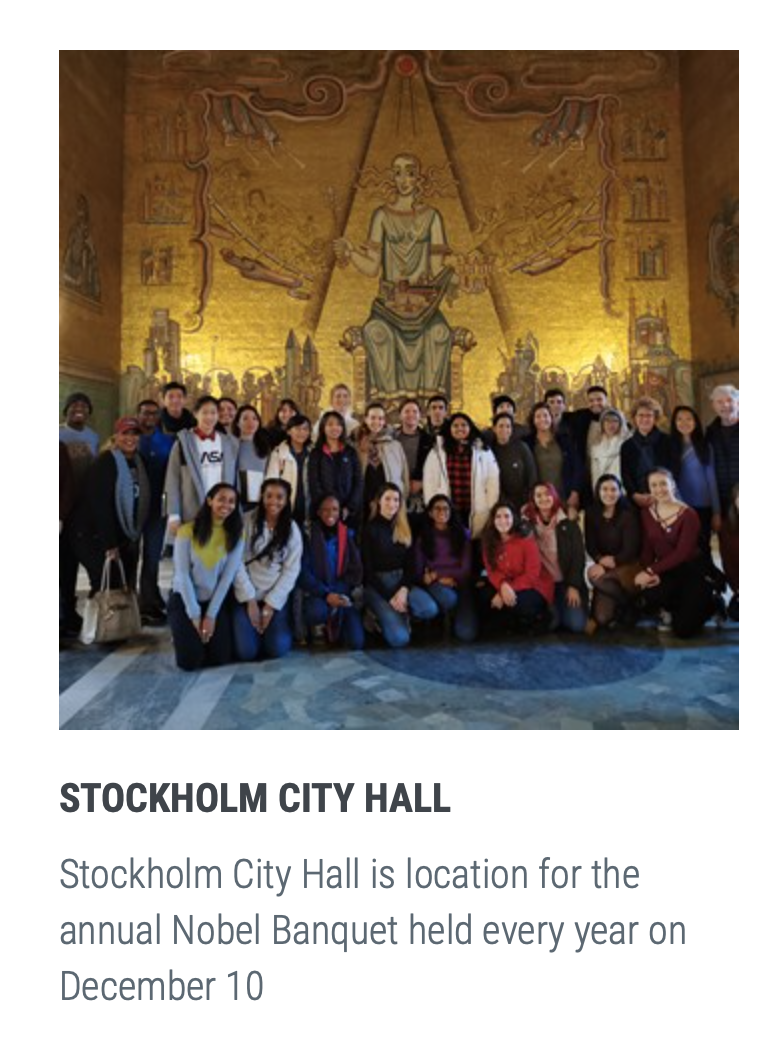 ASA
STOCKHOLM CITY HALL
Stockholm City Hall is location for the
annual Nobel Banquet held every year on
December 10